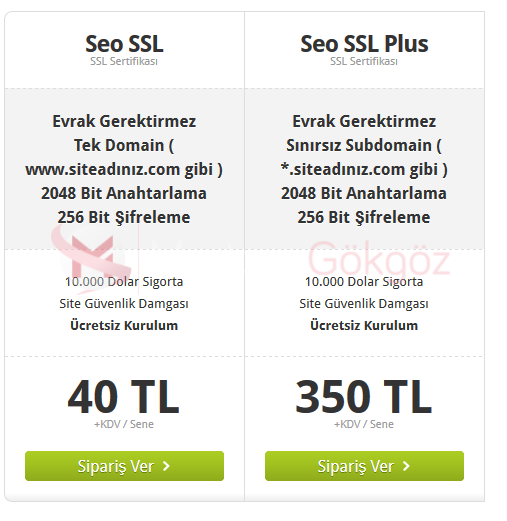 Seo SSL
SSL Sertifikası
Evrak Gerektirmez
Tek Domain (
www.siteadınız.com gibi )
2048 Bit Anahtarlama
256 Bit Şifreleme
10.000 Dolar Sigorta
Site Güvenlik Damgası
Ücretsiz Kurulum
40 TL
+KDV / Sene
Sipariş Ver
Seo SSL Plus
SSL Sertifikası
Evrak Gerektirmez
Sınırsız Subdomain (
*.siteadınız.com gibi )
2048 Bit Anahtarlama
256 Bit Şifreleme
Gökgöz
10.000 Dolar Sigorta
Site Güvenlik Damgası
Ücretsiz Kurulum
350 TL
+KDV / Sene
Sipariş Ver